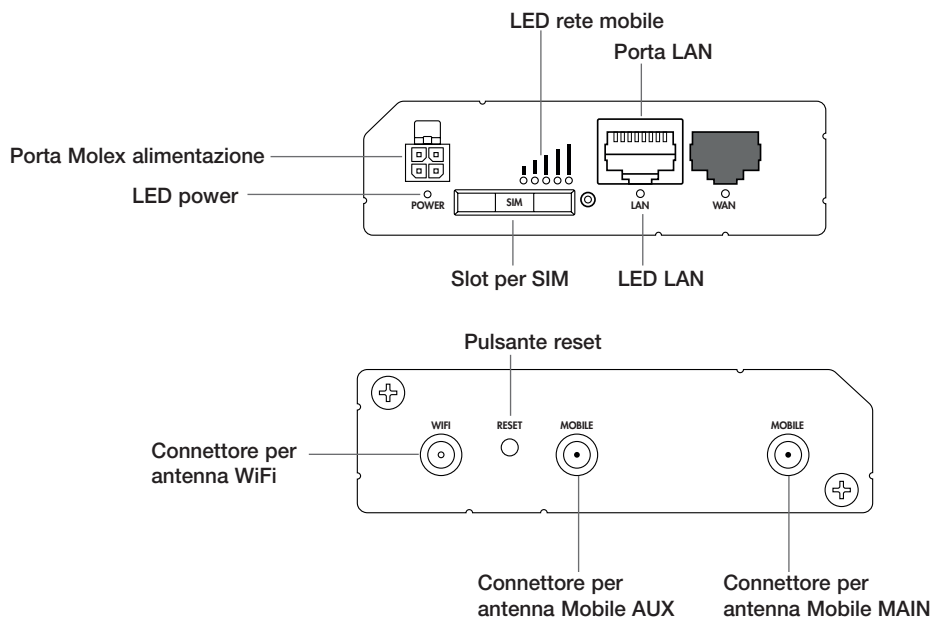 LED rete mobile
Porta LAN
Porta Molex alimentazione
LED power
POWER
SIM
LAN
WAN
Slot per SIM
LED LAN
Pulsante reset
WIFI
RESET
MOBILE
MOBILE
Connettore per
antenna WiFi
Connettore per
antenna Mobile AUX
Connettore per
antenna Mobile MAIN